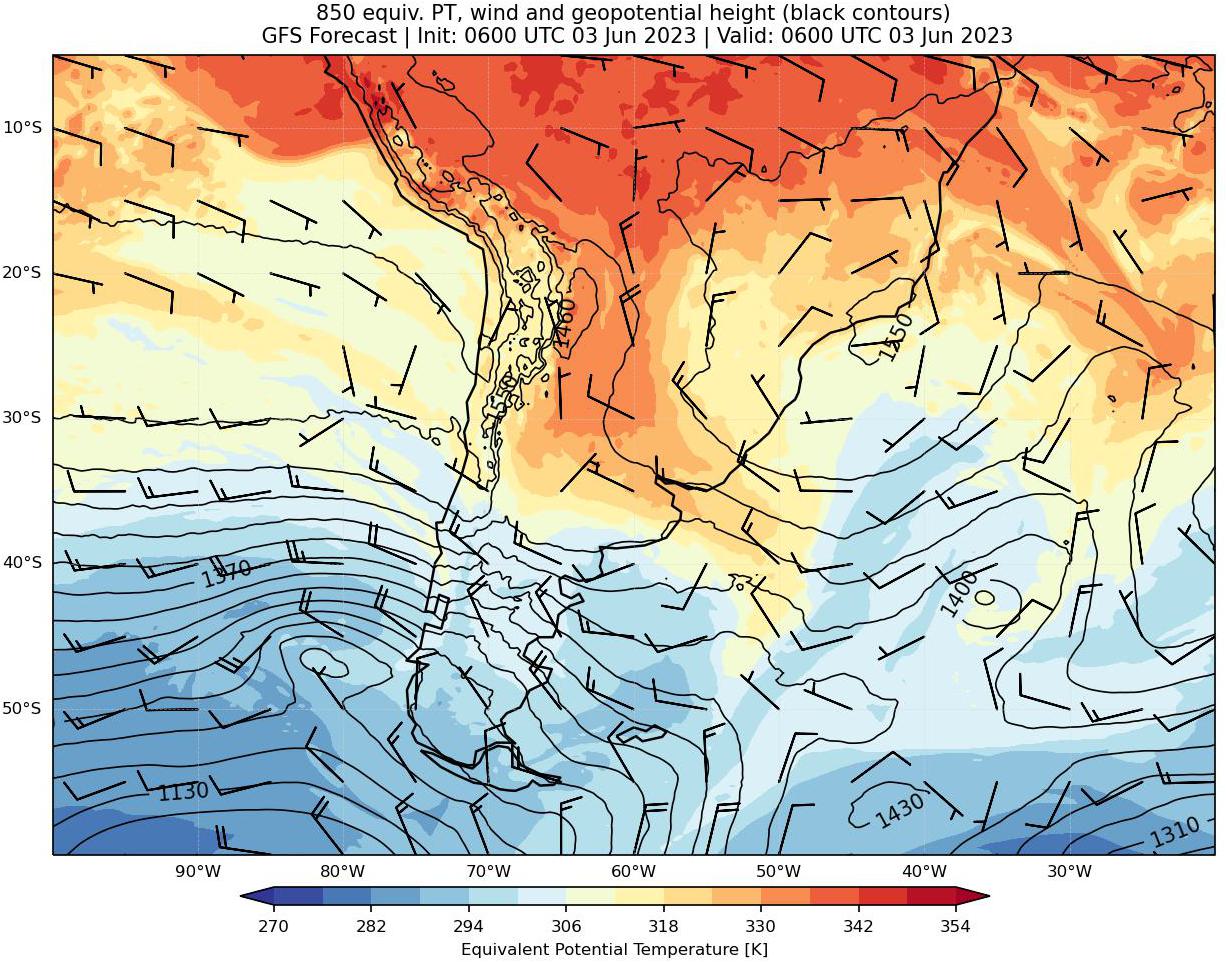 850 equiv. PT, wind and geopotential height (black contours)
GFS Forecast | Init: 0600 UTC 03 Jun 2023 | Valid: 0600 UTC 03 Jun 2023
10°S
20°S
1460
1550
30°S
40°S
1370
1400
50°S
1130
1430
1310
90°W 80°W 70°W 60°W 50°W 40°W 30°W
270 282 294 306 318 330 342 354
Equivalent Potential Temperature [K]